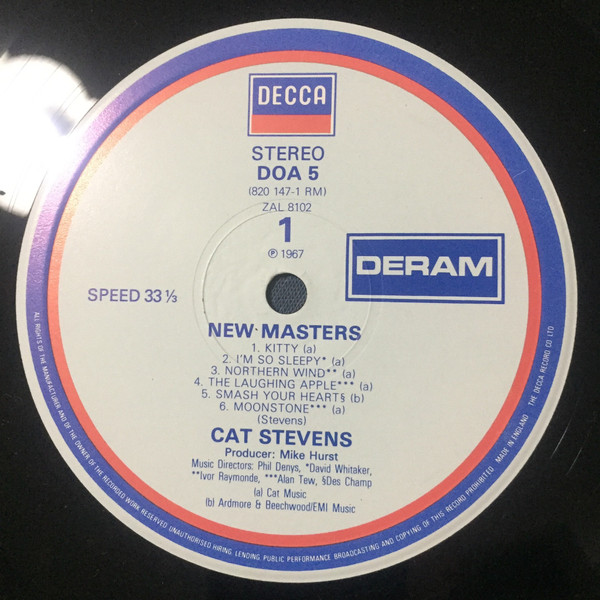 DECCA
STEREO
DOA 5
(820 147-1 RM)
ZAL 8102
1
℗ 1967
DERAM
SPEED 33 ⅓
NEW MASTERS
1. KITTY (a)
2. I'M SO SLEEPY* (a)
3. NORTHERN WIND** (a)
4. THE LAUGHING APPLE*** (a)
5. SMASH YOUR HEART§ (b)
6. MOONSTONE*** (a)
(Stevens)
CAT STEVENS
Producer: Mike Hurst
Music Directors: Phil Denys, *David Whitaker,
**Ivor Raymonde, ***Alan Tew, §Des Champ
(a) Cat Music
(b) Ardmore & Beechwood/EMI Music
ALL RIGHTS OF THE MANUFACTURER AND OF THE OWNER OF THE RECORDED WORK RESERVED UNAUTHORISED HIRING, LENDING, PUBLIC PERFORMANCE BROADCASTING AND COPYING OF THIS RECORD PROHIBITED MADE IN ENGLAND THE DECCA RECORD CO LTD